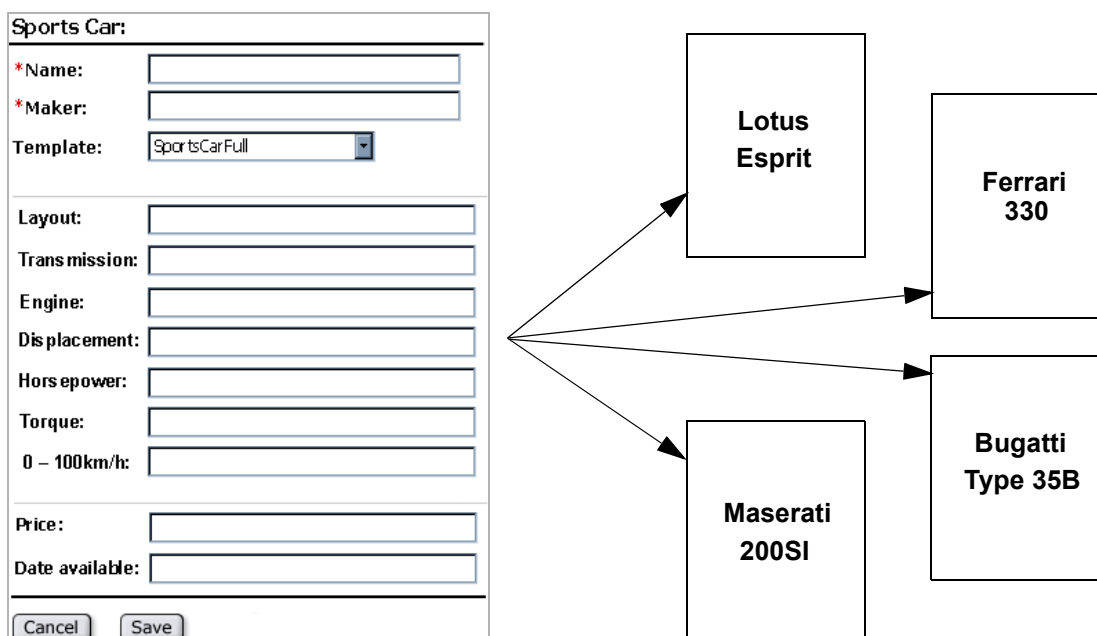 Sports Car:
*Name:
*Maker:
Template: SportsCarFull
Layout:
Transmission:
Engine:
Displacement:
Horsepower:
Torque:
0 – 100km/h:
Price:
Date available:
Cancel Save
Lotus
Esprit
Ferrari
330
Bugatti
Type 35B
Maserati
200SI